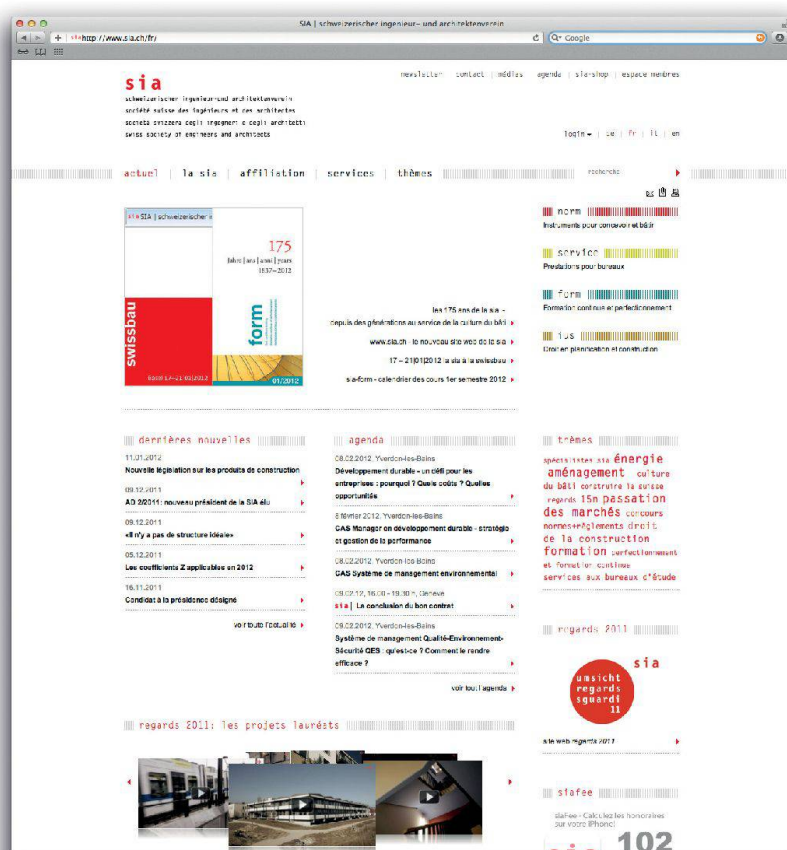 SIA | schweizerischer ingenieur- und architektenverein
sia http://www.sia.ch/fr/
Google
newsletter | contact | médias | agenda | sia-shop | espace membres
sia
schweizerischer ingenieur-und architektenverein
société suisse des ingénieurs et des architectes
società svizzera degli ingegneri e degli architetti
swiss society of engineers and architects
login | de | fr | it | en
actuel | la sia | affiliation | services | thèmes
recherche
sia SIA | schweizerischer
175
Jahre | ans | anni | years
1837–2012
swissbau
form
01/2012
les 175 ans de la sia -
depuis des générations au service de la culture du bâti
www.sia.ch - le nouveau site web de la sia
17 – 21|01|2012 la sia à la swissbau
sia-form - calendrier des cours 1er semestre 2012
norm
Instruments pour concevoir et bâtir
service
Prestations pour bureaux
form
Formation continue et perfectionnement
ius
Droit en planification et construction
dernières nouvelles
11.01.2012
Nouvelle législation sur les produits de construction
09.12.2011
AD 2/2011: nouveau président de la SIA élu
09.12.2011
«Il n'y a pas de structure idéale»
05.12.2011
Les coefficients Z applicables en 2012
16.11.2011
Candidat à la présidence désigné
voir toute l'actualité
agenda
08.02.2012, Yverdon-les-Bains
Développement durable - un défi pour les
entreprises : pourquoi ? Quels coûts ? Quelles
opportunités
8 février 2012, Yverdon-les-Bains
CAS Manager en développement durable - stratégie
et gestion de la performance
08.02.2012, Yverdon-les-Bains
CAS Système de management environnemental
09.02.12, 16.00 - 19.30 h, Genève
sia| La conclusion du bon contrat
09.02.2012, Yverdon-les-Bains
Système de management Qualité-Environnement-
Sécurité QES : qu'est-ce ? Comment le rendre
efficace ?
voir tout l'agenda
thèmes
spécialistes sia énergie
aménagement culture
du bâti construire la suisse
regards 15n passation
des marchés concours
normes+règlements droit
de la construction
formation perfectionnement
et formation continue
services aux bureaux d'étude
regards 2011
sia
umsicht
regards
sguardi
11
site web regards 2011
regards 2011: les projets lauréats
siafee
siaFee - Calculez les honoraires
sur votre iPhone!
102